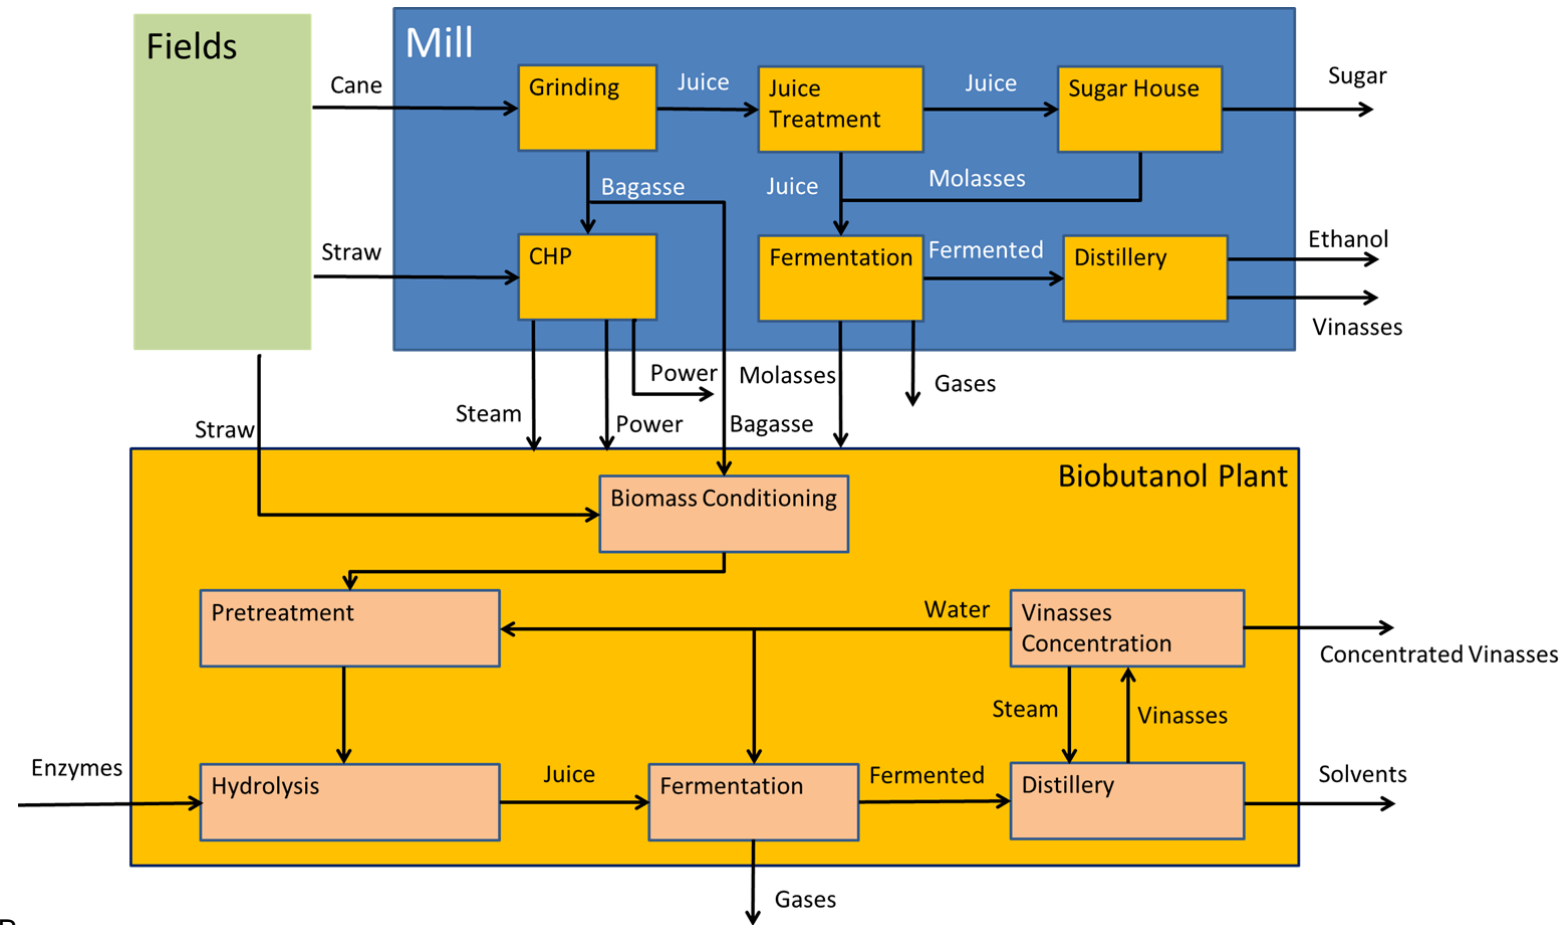 Fields
Mill
Cane
Grinding
Juice
Juice
Treatment
Juice
Sugar House
Sugar
Bagasse
Juice
Molasses
Straw
CHP
Fermentation
Fermented
Distillery
Ethanol
Vinasses
Power
Molasses
Gases
Steam
Power
Bagasse
Straw
Biobutanol Plant
Biomass Conditioning
Pretreatment
Water
Vinasses
Concentration
Concentrated Vinasses
Steam
Vinasses
Enzymes
Hydrolysis
Juice
Fermentation
Fermented
Distillery
Solvents
Gases